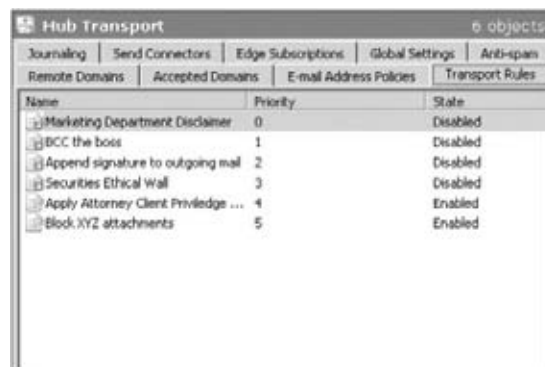 Hub Transport 6 objects
Journaling Send Connectors Edge Subscriptions Global Settings Anti-spam
Remote Domains Accepted Domains E-mail Address Policies Transport Rules
Name Priority State
Marketing Department Disclaimer 0 Disabled
BCC the boss 1 Disabled
Append signature to outgoing mail 2 Disabled
Securities Ethical Wall 3 Disabled
Apply Attorney Client Priviledge ... 4 Enabled
Block XYZ attachments 5 Enabled